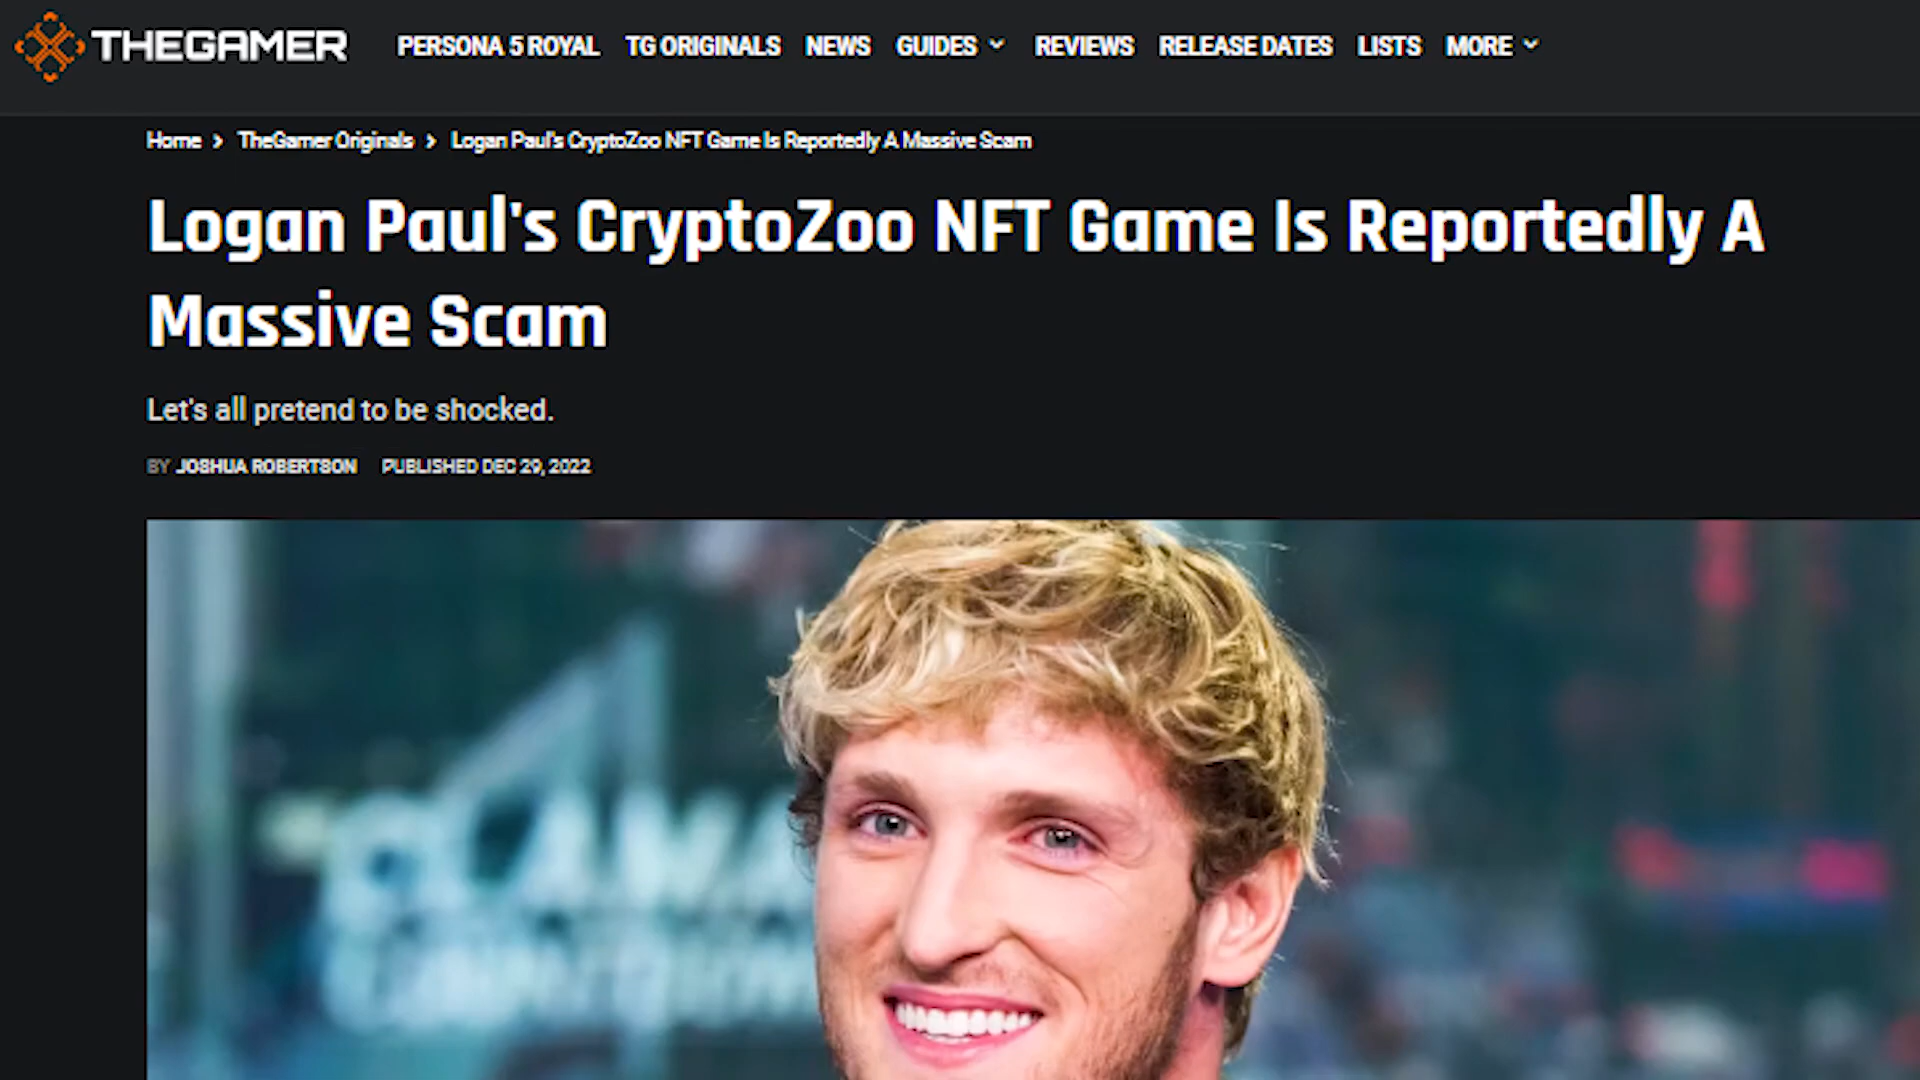 THEGAMER PERSONA 5 ROYAL TG ORIGINALS NEWS GUIDES REVIEWS RELEASE DATES LISTS MORE
Home > TheGamer Originals > Logan Paul's CryptoZoo NFT Game Is Reportedly A Massive Scam
Logan Paul's CryptoZoo NFT Game Is Reportedly A
Massive Scam
Let's all pretend to be shocked.
BY JOSHUA ROBERTSON PUBLISHED DEC 29, 2022